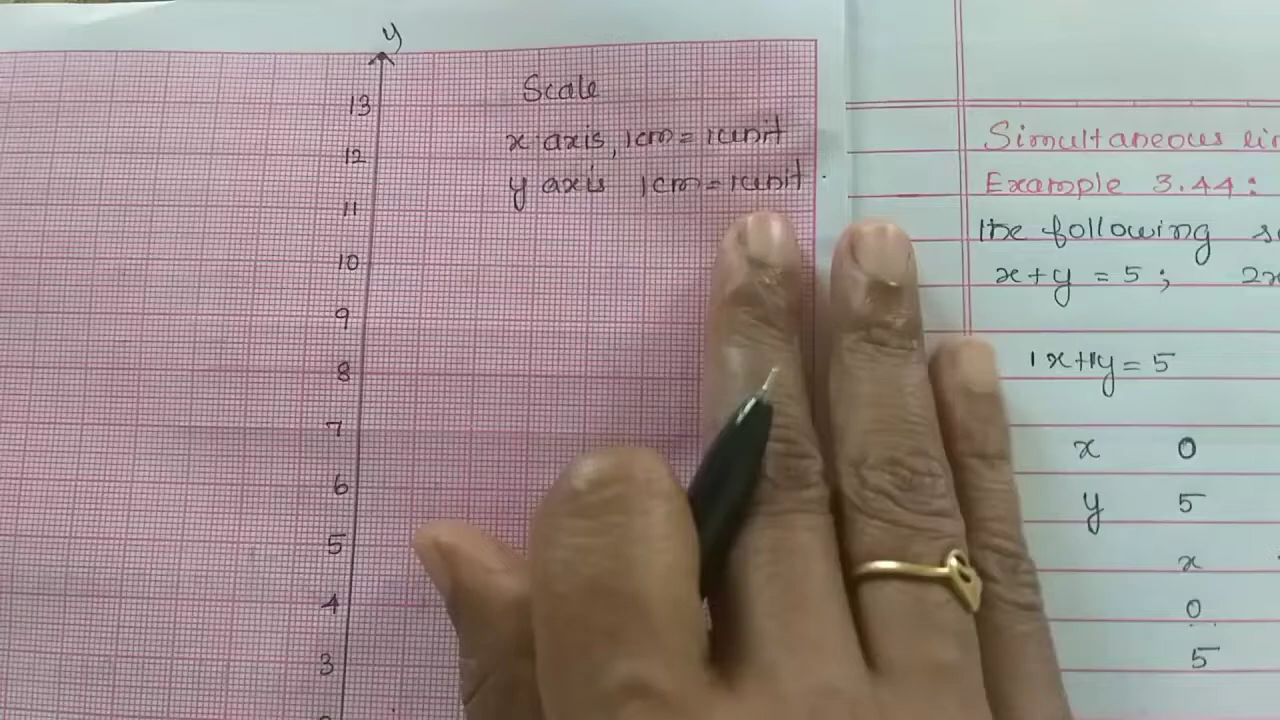 y
Scale
x axis, 1cm = 1unit
y axis 1cm = 1unit
13
12
11
10
9
8
7
6
5
4
3
Simultaneous
Example 3.44:
the following
x+y = 5 ; 2x
1x+1y = 5
x 0
y 5
x
0
5